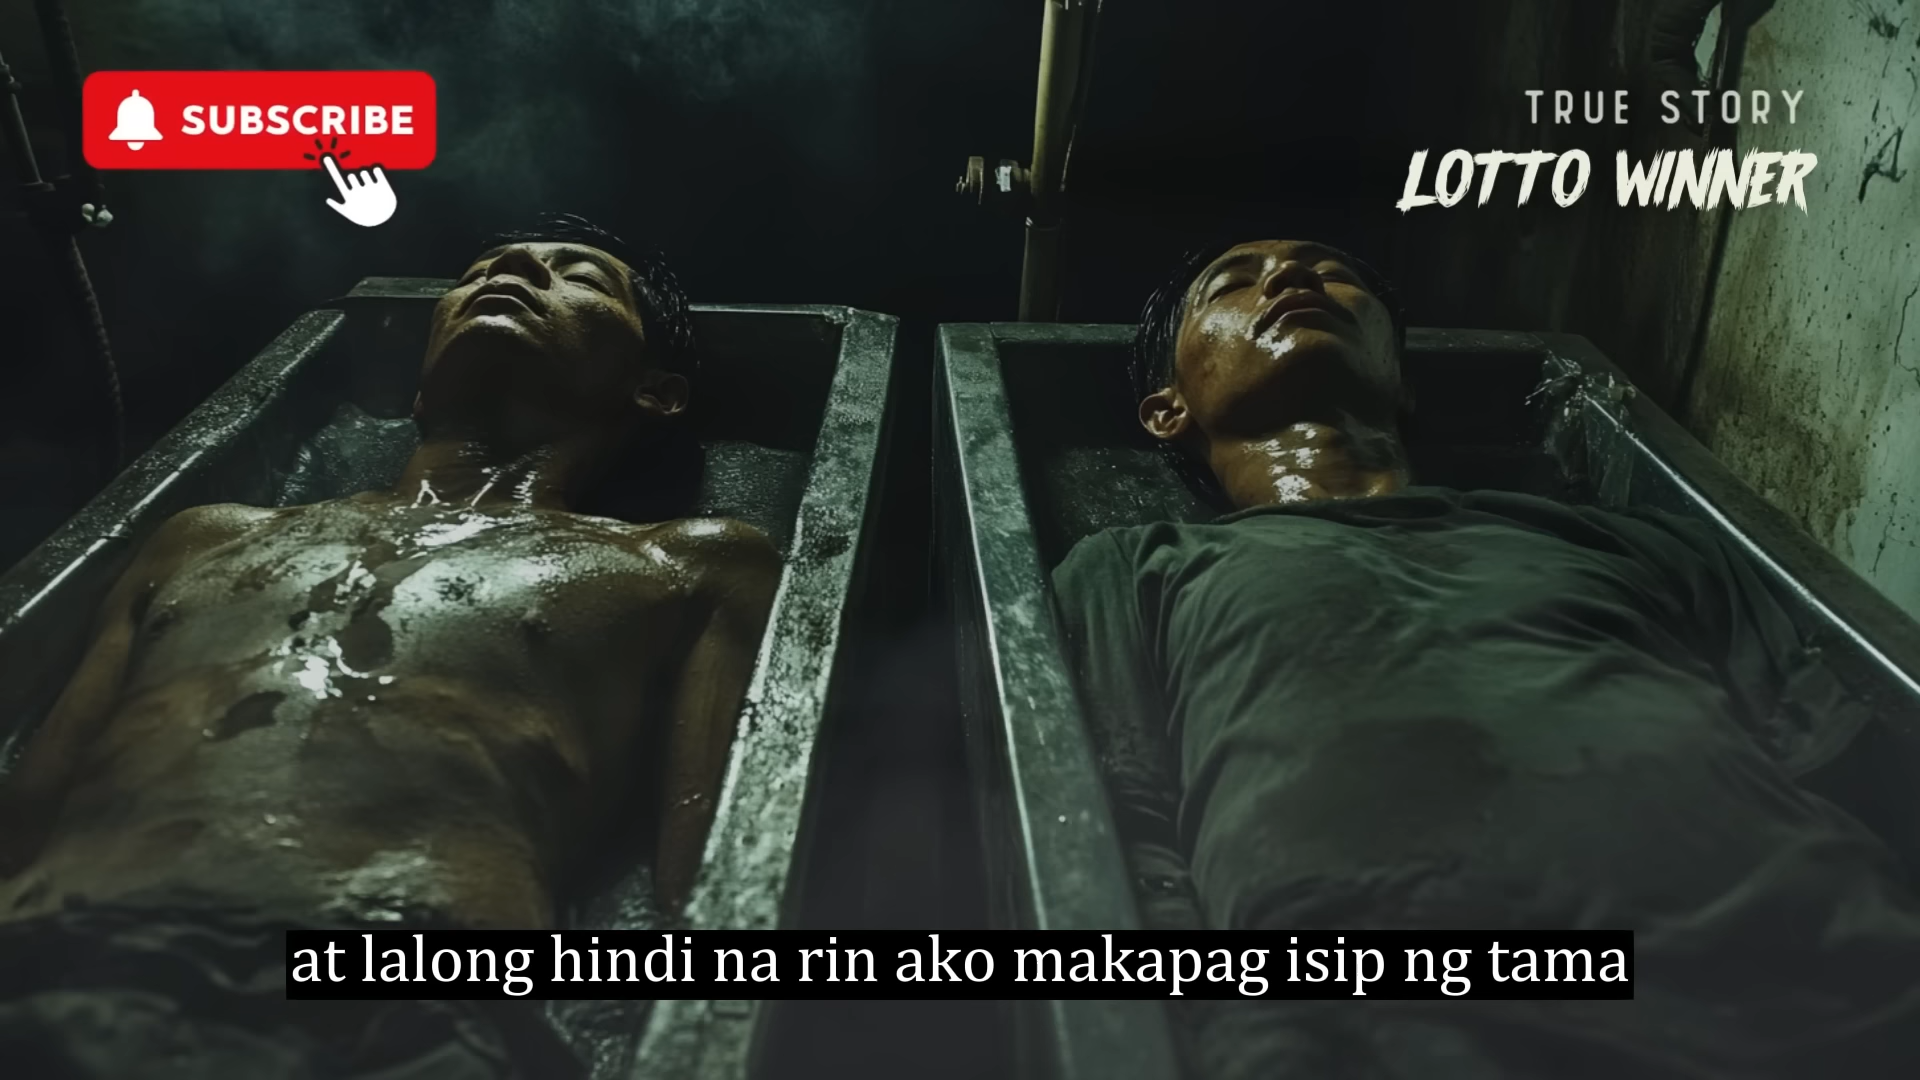 SUBSCRIBE
TRUE STORY
LOTTO WINNER
at lalong hindi na rin ako makapag isip ng tama